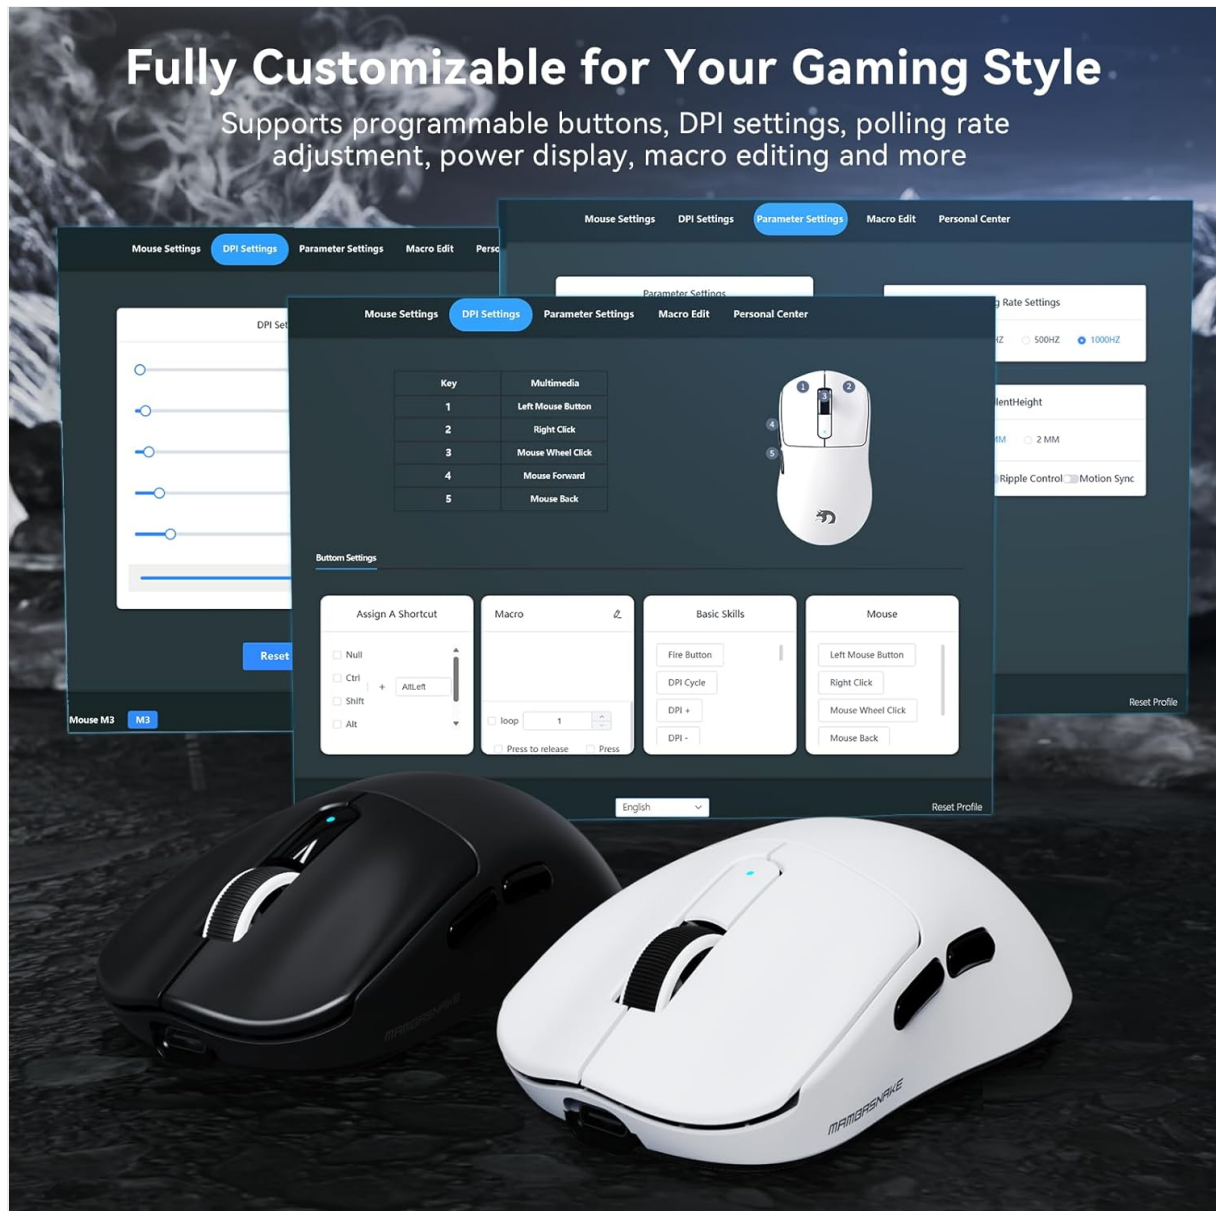 Fully Customizable for Your Gaming Style
Supports programmable buttons, DPI settings, polling rate
adjustment, power display, macro editing and more
Mouse Settings DPI Settings Parameter Settings Macro Edit Personal Center
Parameter Settings
Rate Settings
500HZ 1000HZ
2 MM
Ripple Control Motion Sync
Reset Profile
Mouse Settings DPI Settings Parameter Settings Macro Edit
DPI
Reset
Mouse M3 M3
Mouse Settings DPI Settings Parameter Settings Macro Edit Personal Center
Key Multimedia
1 Left Mouse Button
2 Right Click
3 Mouse Wheel Click
4 Mouse Forward
5 Mouse Back
1 2
3
4
5
Buttom Settings
Assign A Shortcut
Null
Ctrl
+ AltLeft
Shift
Alt
Macro
loop 1
Press to release Press
Basic Skills
Fire Button
DPI Cycle
DPI +
DPI -
Mouse
Left Mouse Button
Right Click
Mouse Wheel Click
Mouse Back
English
Reset Profile
MAMBASNAKE
MAMBASNAKE